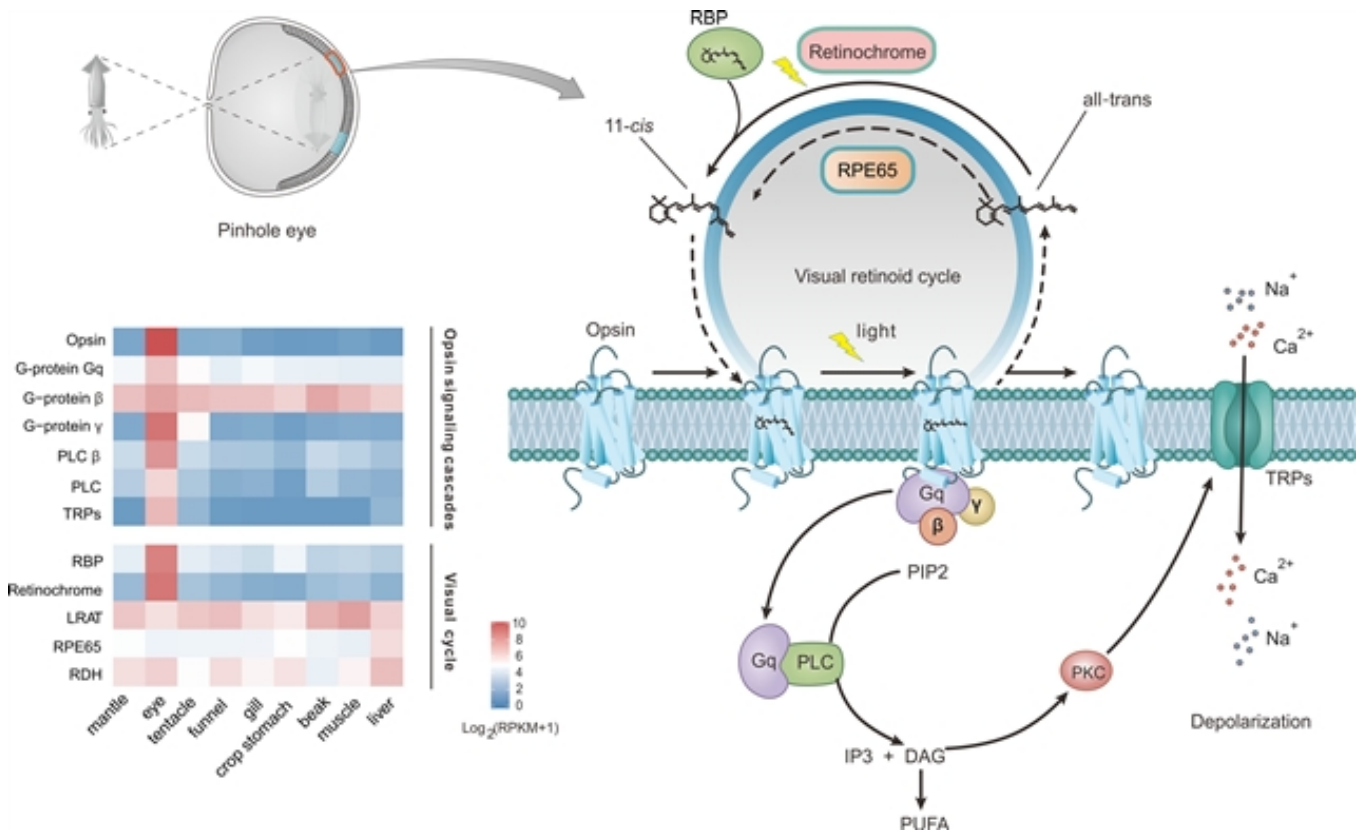 Pinhole eye
RBP
Retinochrome
11-cis
all-trans
RPE65
Visual retinoid cycle
Opsin
light
Na+
Ca2+
TRPs
Gq
β
γ
PIP2
Gq
PLC
PKC
IP3 + DAG
PUFA
Ca2+
Na+
Depolarization
Opsin
G-protein Gq
G-protein β
G-protein γ
PLC β
PLC
TRPs
Opsin signaling cascades
RBP
Retinochrome
LRAT
RPE65
RDH
Visual cycle
mantle
eye
tentacle
funnel
gill
crop stomach
beak
muscle
liver
10
8
6
4
2
0
Log2(RPKM+1)